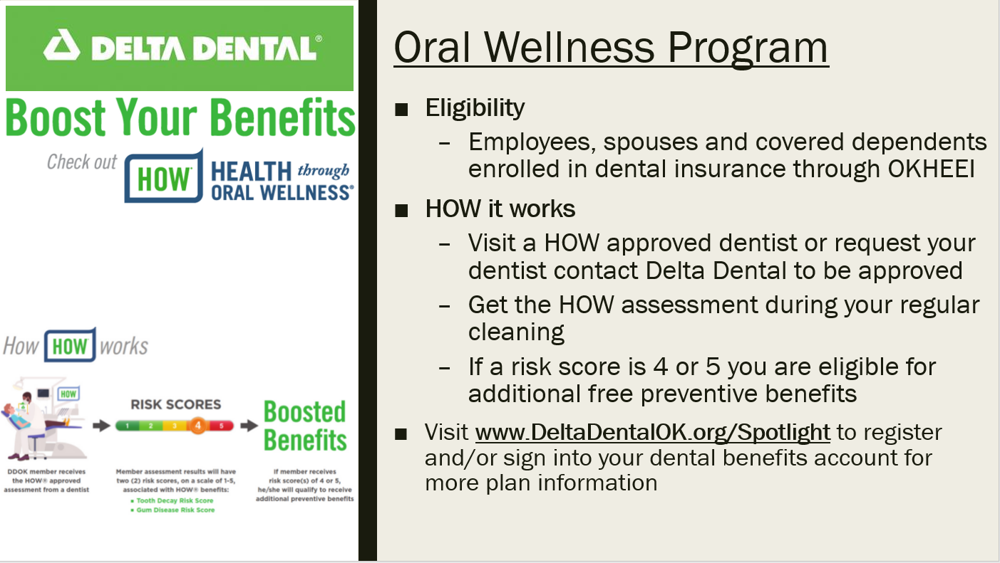 DELTA DENTAL®
Boost Your Benefits
Check out HOW® HEALTH through
ORAL WELLNESS®
How HOW® works
HOW
RISK SCORES
1 2 3 4 5
Boosted
Benefits
DDOK member receives
the HOW® approved
assessment from a dentist
Member assessment results will have
two (2) risk scores, on a scale of 1-5,
associated with HOW® benefits:
▪ Tooth Decay Risk Score
▪ Gum Disease Risk Score
If member receives
risk score(s) of 4 or 5,
he/she will qualify to receive
additional preventive benefits
Oral Wellness Program
■ Eligibility
– Employees, spouses and covered dependents
enrolled in dental insurance through OKHEEI
■ HOW it works
– Visit a HOW approved dentist or request your
dentist contact Delta Dental to be approved
– Get the HOW assessment during your regular
cleaning
– If a risk score is 4 or 5 you are eligible for
additional free preventive benefits
■ Visit www.DeltaDentalOK.org/Spotlight to register
and/or sign into your dental benefits account for
more plan information